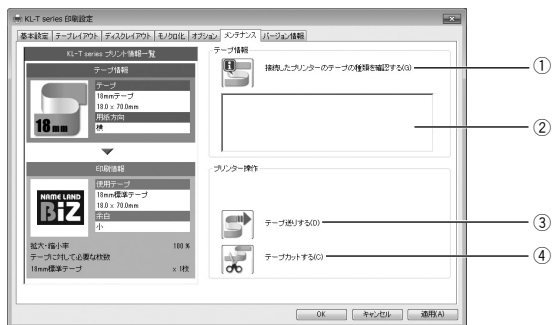 KL-T series 印刷設定
基本設定 テープレイアウト ディスクレイアウト モノクロ化 オプション メンテナンス バージョン情報
KL-T series プリント情報一覧
テープ情報
テープ
18mmテープ
18.0 x 70.0mm
用紙方向
横
18mm
印刷情報
使用テープ
18mm標準テープ
18.0 x 70.0mm
余白
小
NAME LAND
BiZ
拡大・縮小率 100 %
テープに対して必要な枚数
18mm標準テープ x 1枚
テープ情報
接続したプリンターのテープの種類を確認する(G)
①
②
プリンター操作
テープ送りする(D)
③
テープカットする(C)
④
OK キャンセル 適用(A)